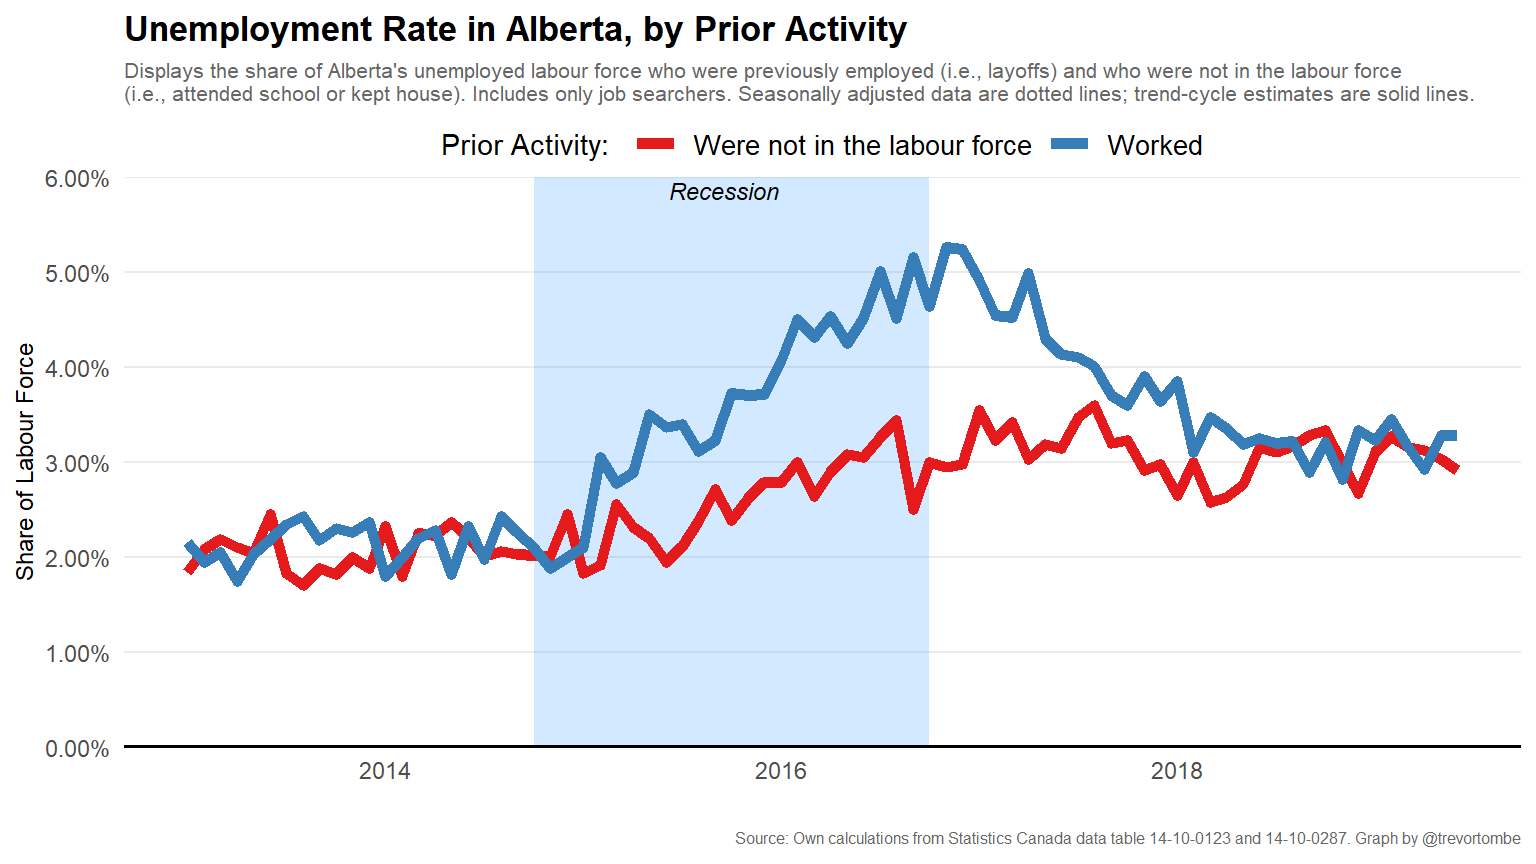 Unemployment Rate in Alberta, by Prior Activity
Displays the share of Alberta's unemployed labour force who were previously employed (i.e., layoffs) and who were not in the labour force
(i.e., attended school or kept house). Includes only job searchers. Seasonally adjusted data are dotted lines; trend-cycle estimates are solid lines.
Prior Activity: Were not in the labour force Worked
6.00%
Recession
5.00%
4.00%
3.00%
2.00%
1.00%
0.00%
Share of Labour Force
2014 2016 2018
Source: Own calculations from Statistics Canada data table 14-10-0123 and 14-10-0287. Graph by @trevortombe